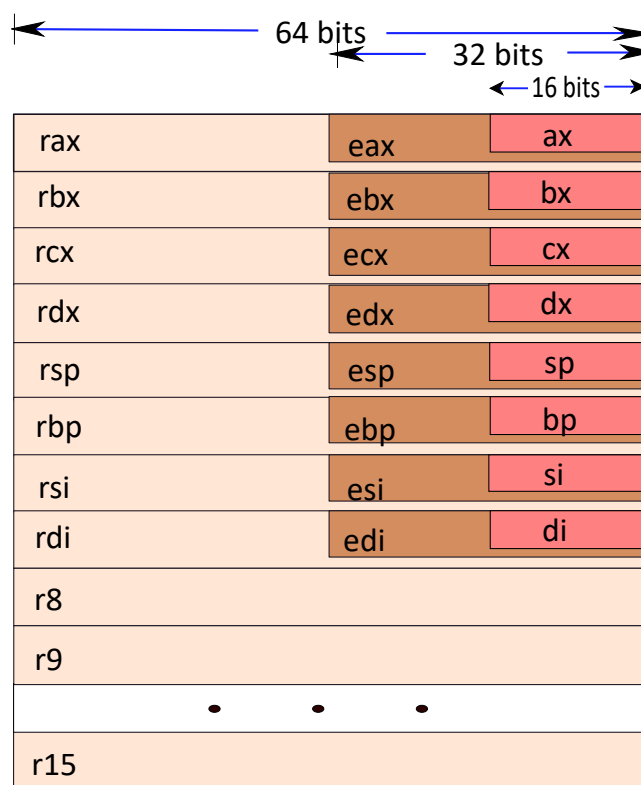 64 bits
32 bits
16 bits
rax eax ax
rbx ebx bx
rcx ecx cx
rdx edx dx
rsp esp sp
rbp ebp bp
rsi esi si
rdi edi di
r8
r9
r15